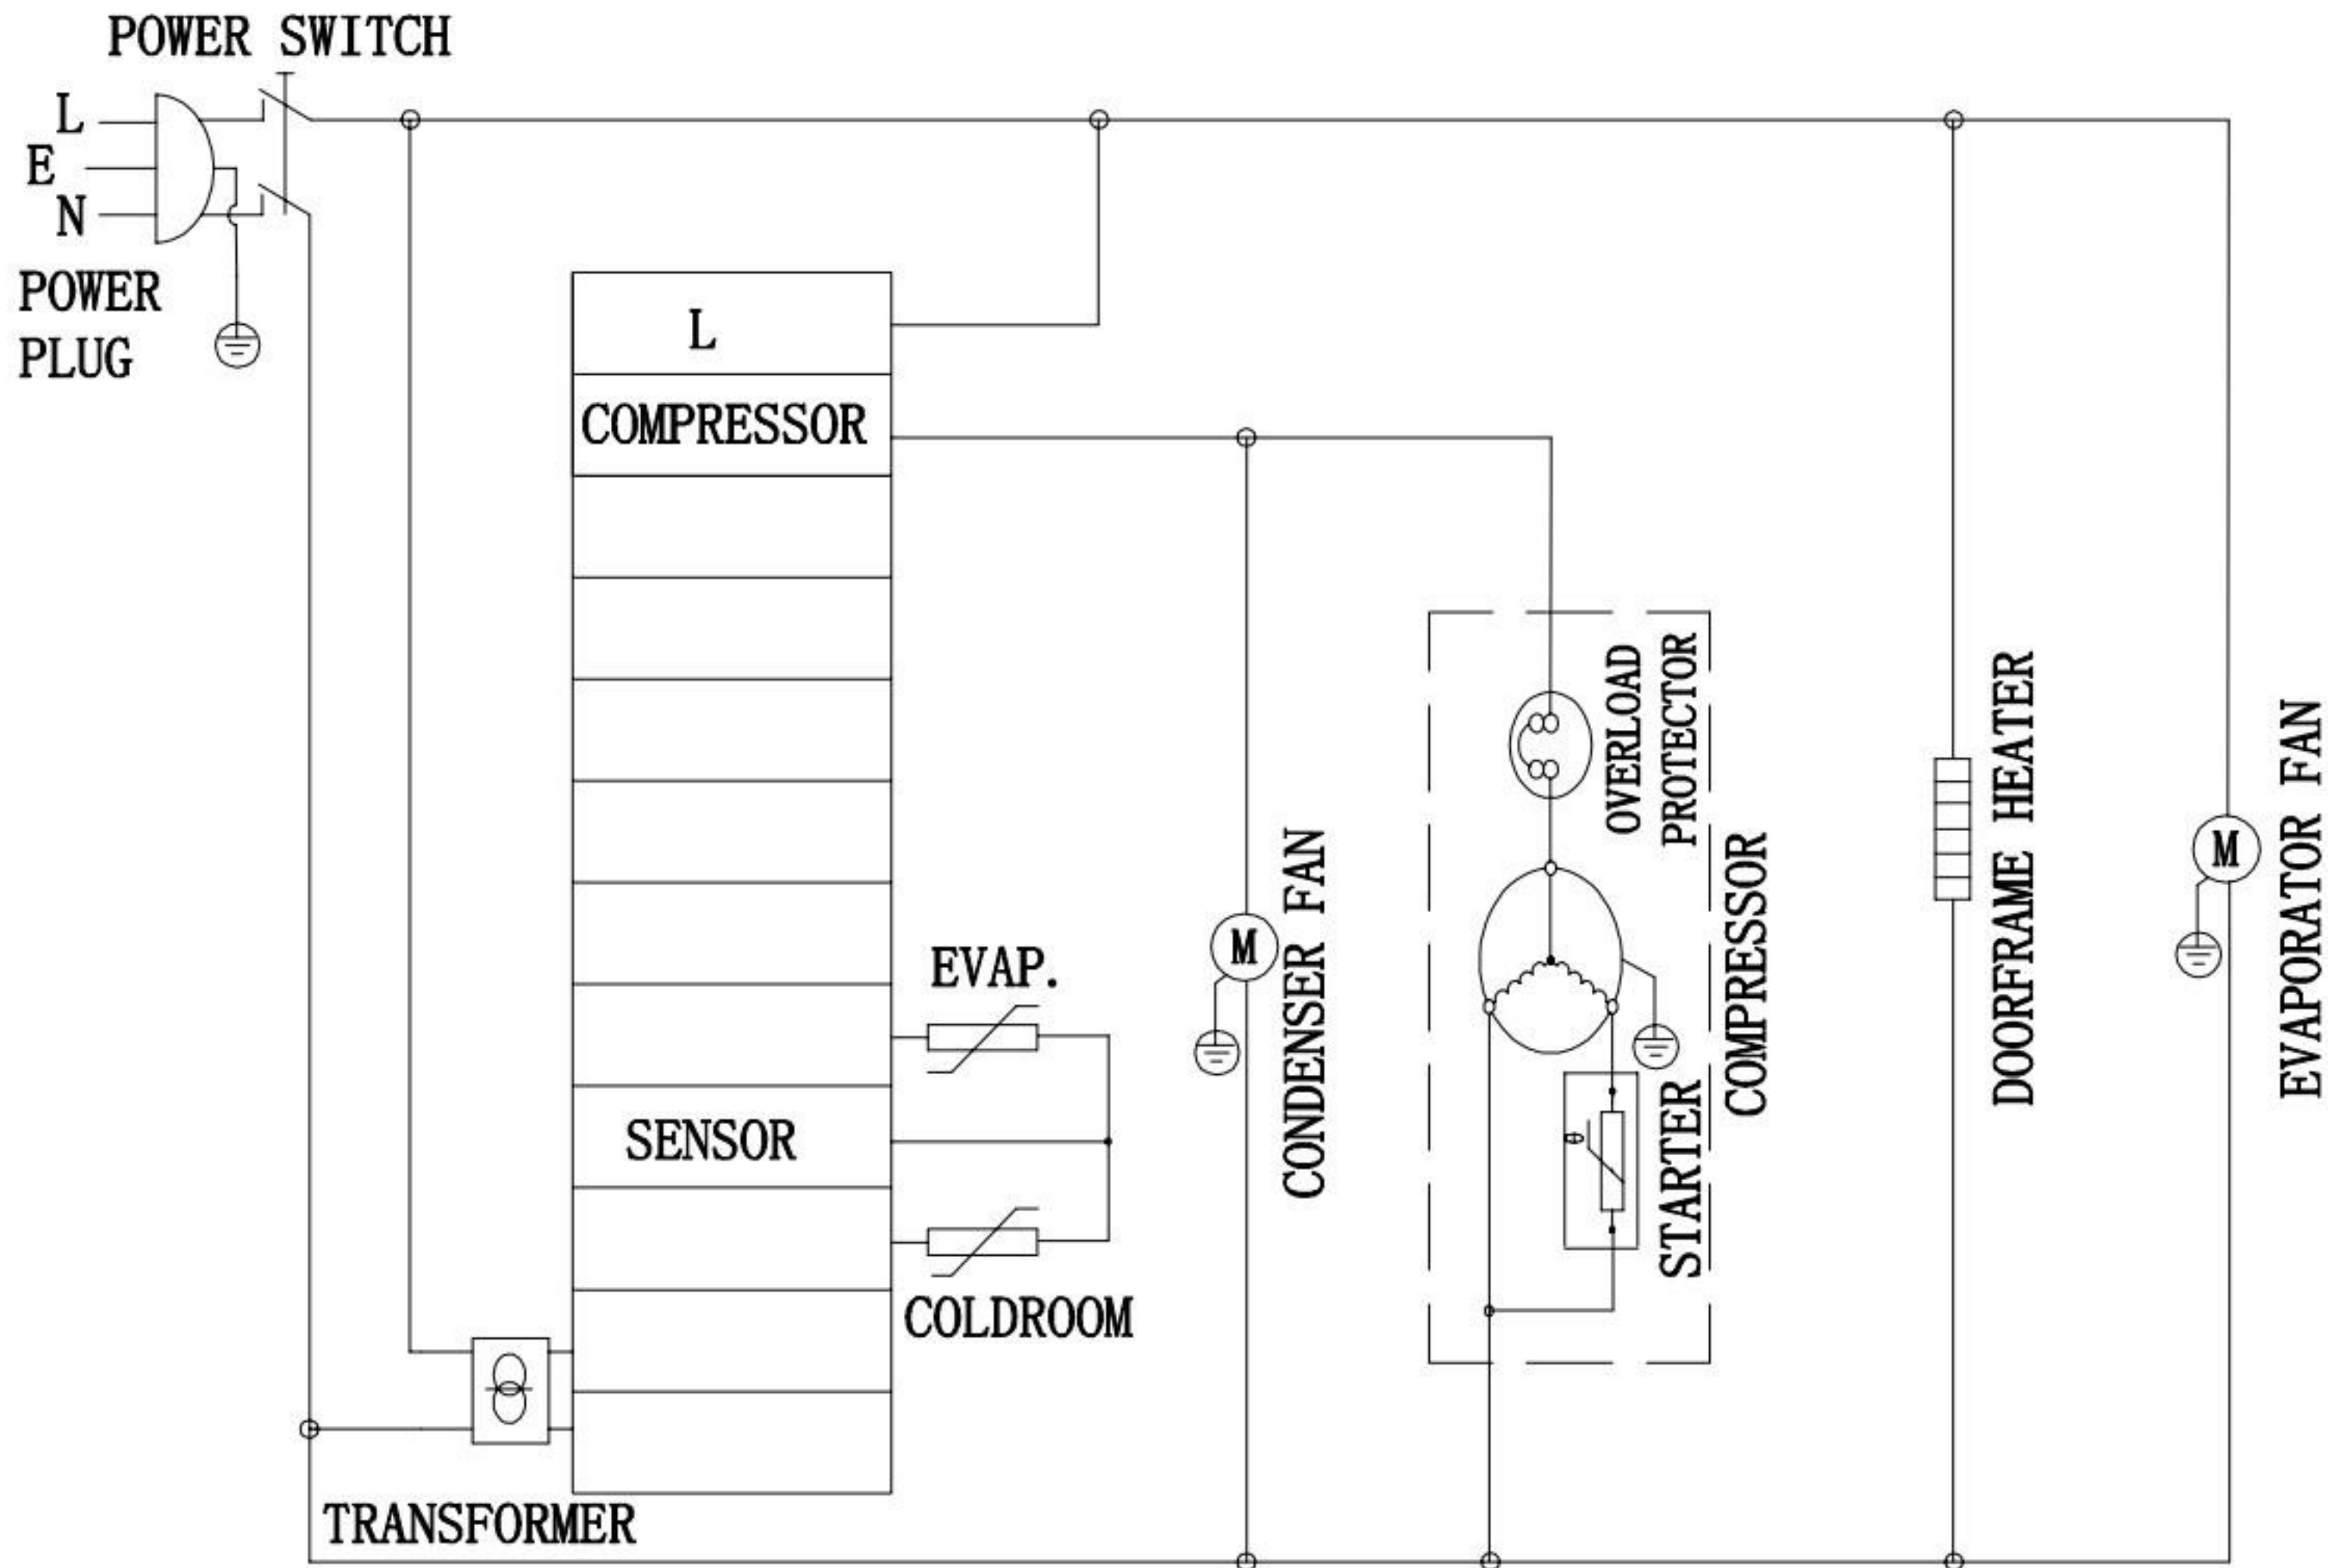 POWER SWITCH
L
E
N
POWER
PLUG
L
COMPRESSOR
SENSOR
EVAP.
COLDROOM
TRANSFORMER
M
CONDENSER FAN
OVERLOAD
PROTECTOR
COMPRESSOR
θ
STARTER
DOORFRAME HEATER
M
EVAPORATOR FAN